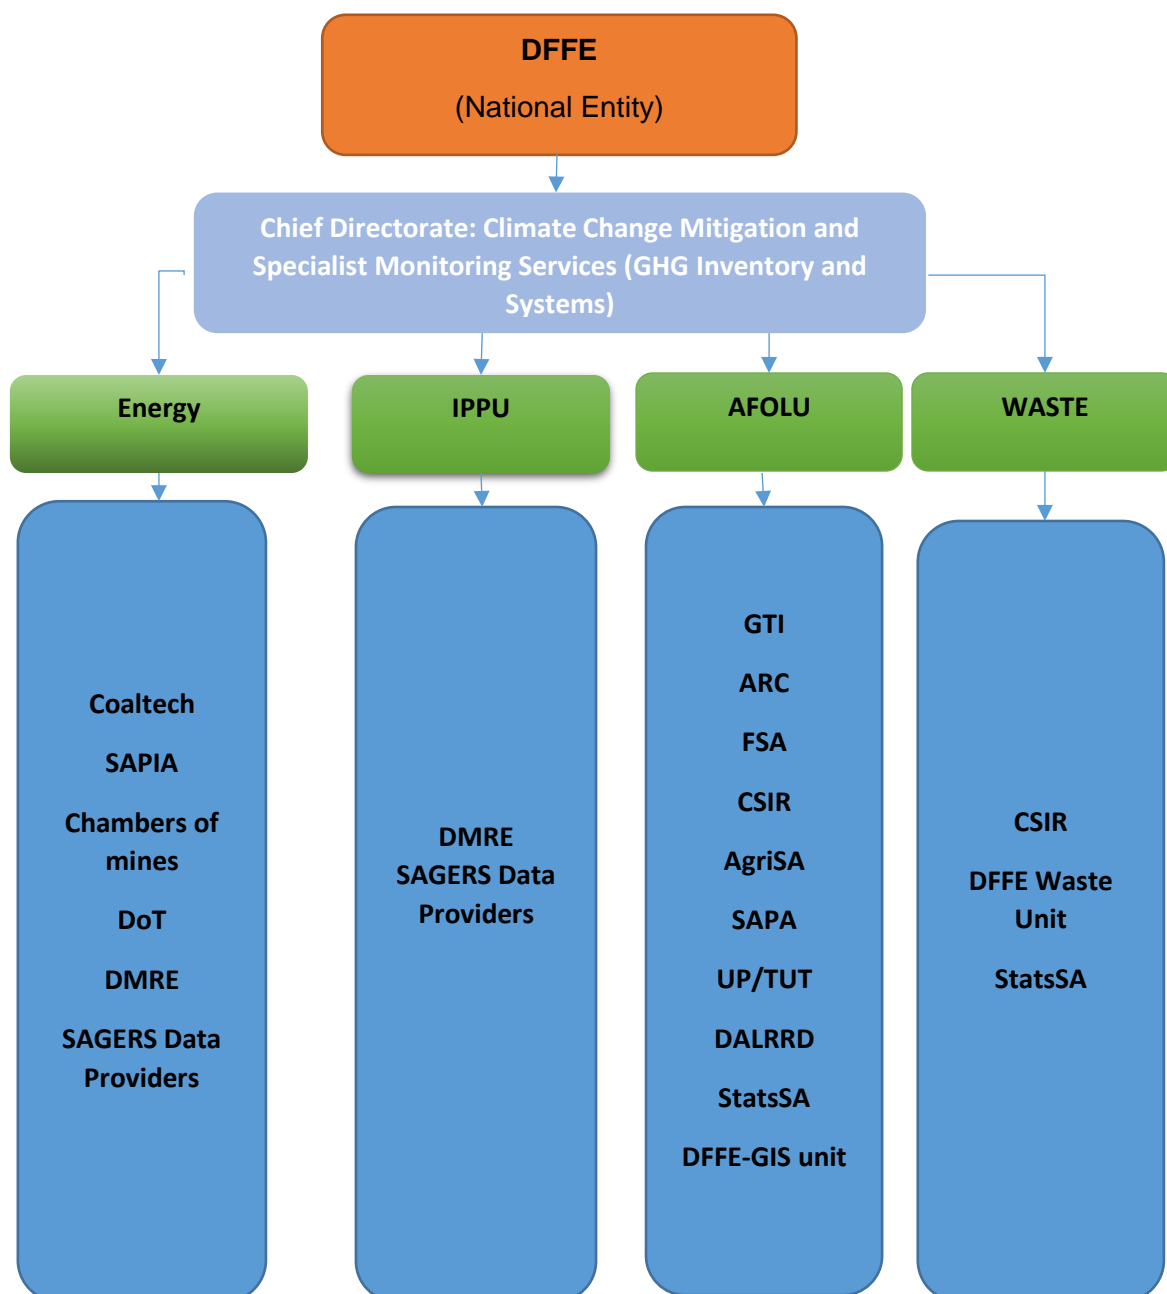 DFFE
(National Entity)
Chief Directorate: Climate Change Mitigation and
Specialist Monitoring Services (GHG Inventory and
Systems)
Energy
IPPU
AFOLU
WASTE
Coaltech
SAPIA
Chambers of
mines
DoT
DMRE
SAGERS Data
Providers
DMRE
SAGERS Data
Providers
GTI
ARC
FSA
CSIR
AgriSA
SAPA
UP/TUT
DALRRD
StatsSA
DFFE-GIS unit
CSIR
DFFE Waste
Unit
StatsSA